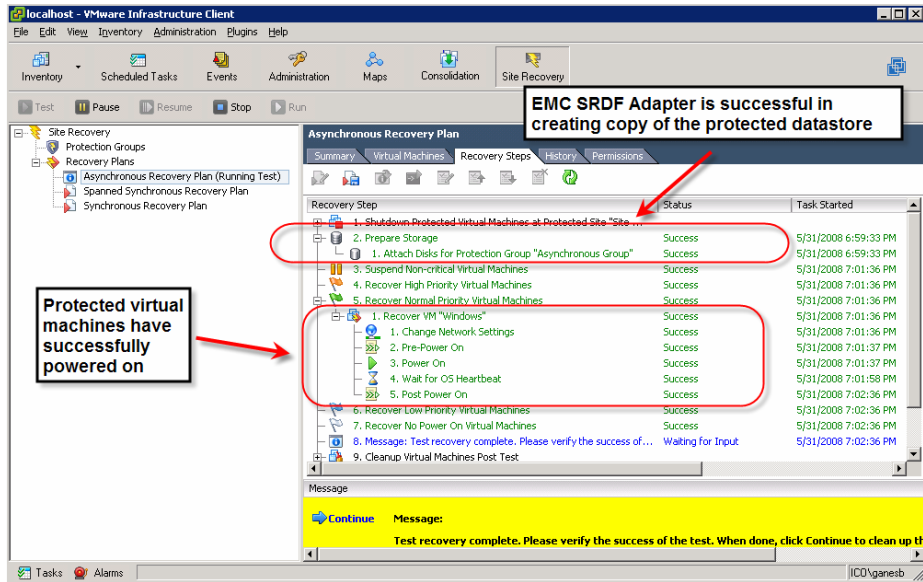 localhost - VMware Infrastructure Client
File Edit View Inventory Administration Plugins Help
Inventory Scheduled Tasks Events Administration Maps Consolidation Site Recovery
Test Pause Resume Stop Run
EMC SRDF Adapter is successful in
creating copy of the protected datastore
Site Recovery
Protection Groups
Recovery Plans
Asynchronous Recovery Plan (Running Test)
Spanned Synchronous Recovery Plan
Synchronous Recovery Plan
Protected virtual
machines have
successfully
powered on
Asynchronous Recovery Plan
Summary Virtual Machines Recovery Steps History Permissions
Recovery Step Status Task Started
1. Shutdown Protected Virtual Machines at Protected Site "Site ...
2. Prepare Storage Success 5/31/2008 6:59:33 PM
1. Attach Disks for Protection Group "Asynchronous Group" Success 5/31/2008 6:59:33 PM
3. Suspend Non-critical Virtual Machines Success 5/31/2008 7:01:36 PM
4. Recover High Priority Virtual Machines Success 5/31/2008 7:01:36 PM
5. Recover Normal Priority Virtual Machines Success 5/31/2008 7:01:36 PM
1. Recover VM "Windows" Success 5/31/2008 7:01:36 PM
1. Change Network Settings Success 5/31/2008 7:01:36 PM
2. Pre-Power On Success 5/31/2008 7:01:37 PM
3. Power On Success 5/31/2008 7:01:37 PM
4. Wait for OS Heartbeat Success 5/31/2008 7:01:58 PM
5. Post Power On Success 5/31/2008 7:02:36 PM
6. Recover Low Priority Virtual Machines Success 5/31/2008 7:02:36 PM
7. Recover No Power On Virtual Machines Success 5/31/2008 7:02:36 PM
8. Message: Test recovery complete. Please verify the success of... Waiting for Input 5/31/2008 7:02:36 PM
9. Cleanup Virtual Machines Post Test
Message
Continue Message:
Test recovery complete. Please verify the success of the test. When done, click Continue to clean up th
Tasks Alarms ICO\ganesb